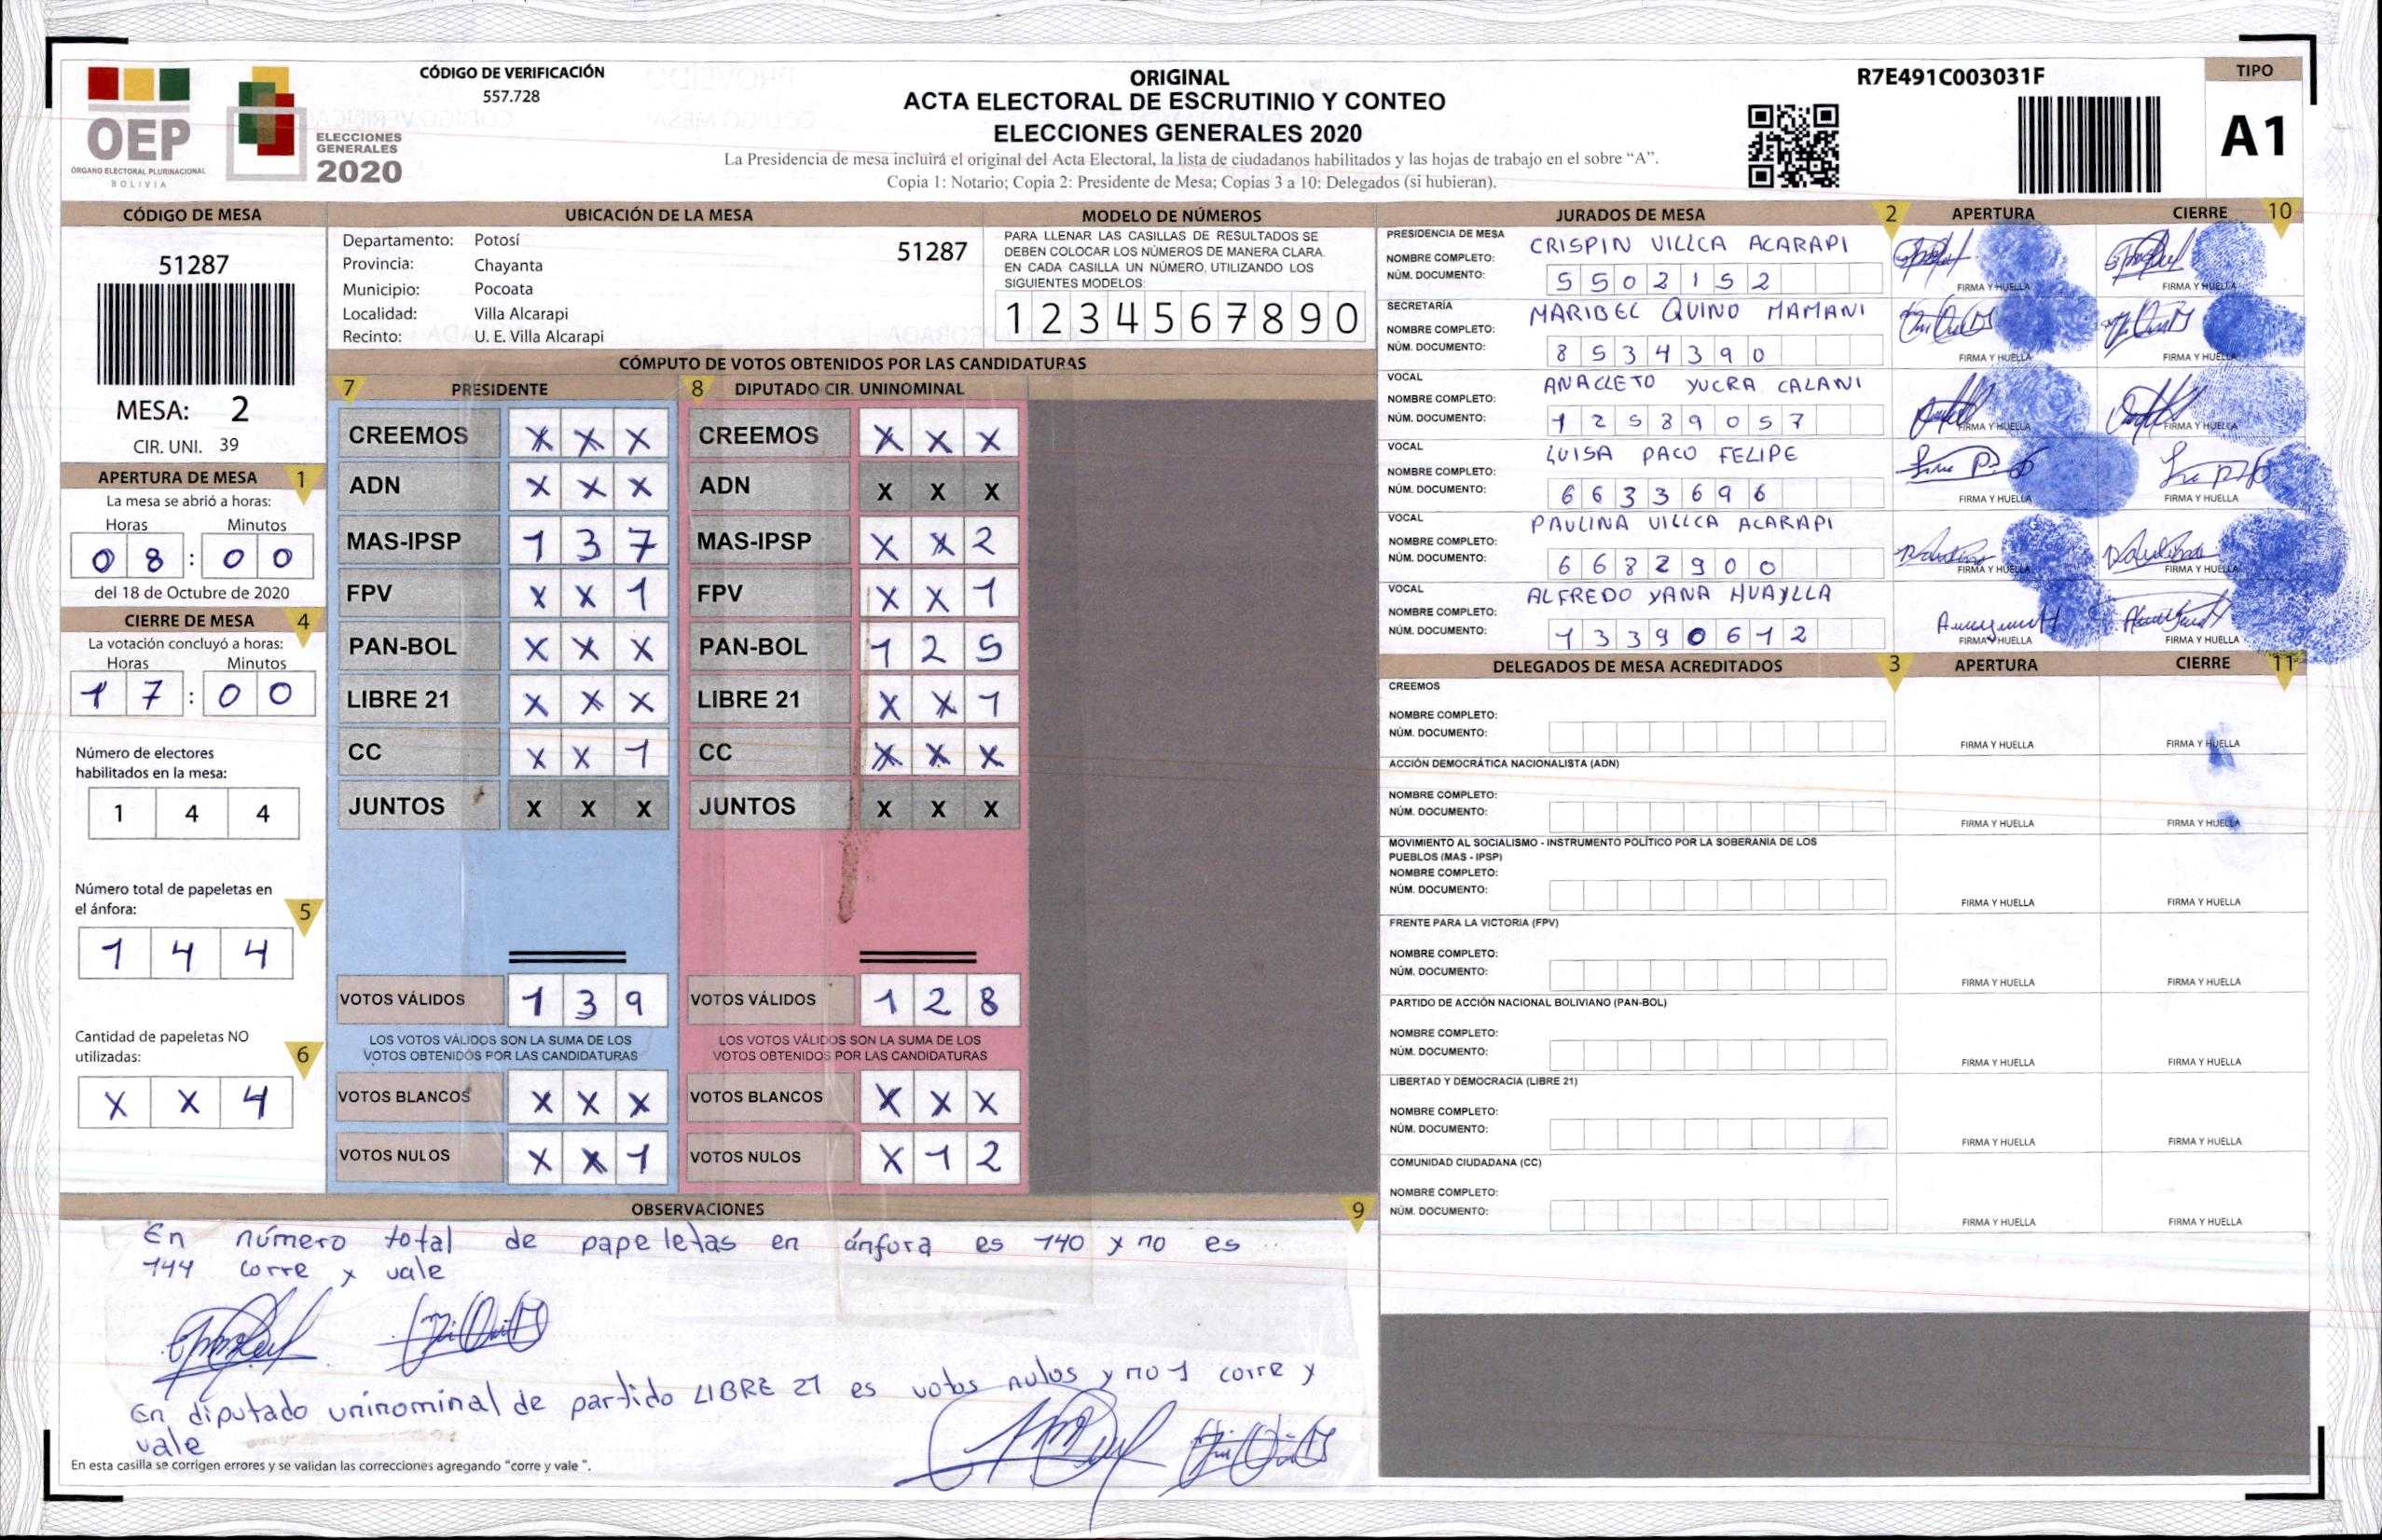 CÓDIGO DE VERIFICACIÓN
557.728
OEP
ÓRGANO ELECTORAL PLURINACIONAL
BOLIVIA
ELECCIONES
GENERALES
2020
ORIGINAL
ACTA ELECTORAL DE ESCRUTINIO Y CONTEO
ELECCIONES GENERALES 2020
La Presidencia de mesa incluirá el original del Acta Electoral, la lista de ciudadanos habilitados y las hojas de trabajo en el sobre “A”.
Copia 1: Notario; Copia 2: Presidente de Mesa; Copias 3 a 10: Delegados (si hubieran).
R7E491C003031F
TIPO
A1
CÓDIGO DE MESA
51287
MESA: 2
CIR. UNI. 39
APERTURA DE MESA 1
La mesa se abrió a horas:
Horas Minutos
0 8 : 0 0
del 18 de Octubre de 2020
CIERRE DE MESA 4
La votación concluyó a horas:
Horas Minutos
1 7 : 0 0
Número de electores
habilitados en la mesa:
1 4 4
Número total de papeletas en
el ánfora: 5
1 4 4
Cantidad de papeletas NO
utilizadas: 6
X X 4
UBICACIÓN DE LA MESA
Departamento: Potosí 51287
Provincia: Chayanta
Municipio: Pocoata
Localidad: Villa Alcarapi
Recinto: U. E. Villa Alcarapi
MODELO DE NÚMEROS
PARA LLENAR LAS CASILLAS DE RESULTADOS SE
DEBEN COLOCAR LOS NÚMEROS DE MANERA CLARA.
EN CADA CASILLA UN NÚMERO, UTILIZANDO LOS
SIGUIENTES MODELOS:
1 2 3 4 5 6 7 8 9 0
CÓMPUTO DE VOTOS OBTENIDOS POR LAS CANDIDATURAS
7 PRESIDENTE 8 DIPUTADO CIR. UNINOMINAL
CREEMOS X X X CREEMOS X X X
ADN X X X ADN X X X
MAS-IPSP 1 3 7 MAS-IPSP X X 2
FPV X X 1 FPV X X 1
PAN-BOL X X X PAN-BOL 1 2 5
LIBRE 21 X X X LIBRE 21 X X 1
CC X X 1 CC X X X
JUNTOS X X X JUNTOS X X X
VOTOS VÁLIDOS 1 3 9 VOTOS VÁLIDOS 1 2 8
LOS VOTOS VÁLIDOS SON LA SUMA DE LOS LOS VOTOS VÁLIDOS SON LA SUMA DE LOS
VOTOS OBTENIDOS POR LAS CANDIDATURAS VOTOS OBTENIDOS POR LAS CANDIDATURAS
VOTOS BLANCOS X X X VOTOS BLANCOS X X X
VOTOS NULOS X X 1 VOTOS NULOS X 1 2
OBSERVACIONES 9
En número total de papeletas en ánfora es 140 y no es
144 corre y vale
En diputado uninominal de partido LIBRE 21 es votos nulos y no 1 corre y
vale
En esta casilla se corrigen errores y se validan las correcciones agregando “corre y vale ”.
JURADOS DE MESA 2 APERTURA CIERRE 10
PRESIDENCIA DE MESA CRISPIN VILLCA ACARAPI
NOMBRE COMPLETO:
NÚM. DOCUMENTO: 5 5 0 2 1 5 2
FIRMA Y HUELLA FIRMA Y HUELLA
SECRETARÍA MARIBEL QUINO MAMANI
NOMBRE COMPLETO:
NÚM. DOCUMENTO: 8 5 3 4 3 9 0
FIRMA Y HUELLA FIRMA Y HUELLA
VOCAL ANACLETO YUCRA CALANI
NOMBRE COMPLETO:
NÚM. DOCUMENTO: 1 2 5 8 9 0 5 7
FIRMA Y HUELLA FIRMA Y HUELLA
VOCAL LUISA PACO FELIPE
NOMBRE COMPLETO:
NÚM. DOCUMENTO: 6 6 3 3 6 9 6
FIRMA Y HUELLA FIRMA Y HUELLA
VOCAL PAULINA VILLCA ACARAPI
NOMBRE COMPLETO:
NÚM. DOCUMENTO: 6 6 8 2 9 0 0
FIRMA Y HUELLA FIRMA Y HUELLA
VOCAL ALFREDO YANA HUAYLLA
NOMBRE COMPLETO:
NÚM. DOCUMENTO: 1 3 3 9 0 6 1 2
FIRMA Y HUELLA FIRMA Y HUELLA
DELEGADOS DE MESA ACREDITADOS 3 APERTURA CIERRE 11
CREEMOS
NOMBRE COMPLETO:
NÚM. DOCUMENTO:
FIRMA Y HUELLA FIRMA Y HUELLA
ACCIÓN DEMOCRÁTICA NACIONALISTA (ADN)
NOMBRE COMPLETO:
NÚM. DOCUMENTO:
FIRMA Y HUELLA FIRMA Y HUELLA
MOVIMIENTO AL SOCIALISMO - INSTRUMENTO POLÍTICO POR LA SOBERANIA DE LOS
PUEBLOS (MAS - IPSP)
NOMBRE COMPLETO:
NÚM. DOCUMENTO:
FIRMA Y HUELLA FIRMA Y HUELLA
FRENTE PARA LA VICTORIA (FPV)
NOMBRE COMPLETO:
NÚM. DOCUMENTO:
FIRMA Y HUELLA FIRMA Y HUELLA
PARTIDO DE ACCIÓN NACIONAL BOLIVIANO (PAN-BOL)
NOMBRE COMPLETO:
NÚM. DOCUMENTO:
FIRMA Y HUELLA FIRMA Y HUELLA
LIBERTAD Y DEMOCRACIA (LIBRE 21)
NOMBRE COMPLETO:
NÚM. DOCUMENTO:
FIRMA Y HUELLA FIRMA Y HUELLA
COMUNIDAD CIUDADANA (CC)
NOMBRE COMPLETO:
NÚM. DOCUMENTO:
FIRMA Y HUELLA FIRMA Y HUELLA